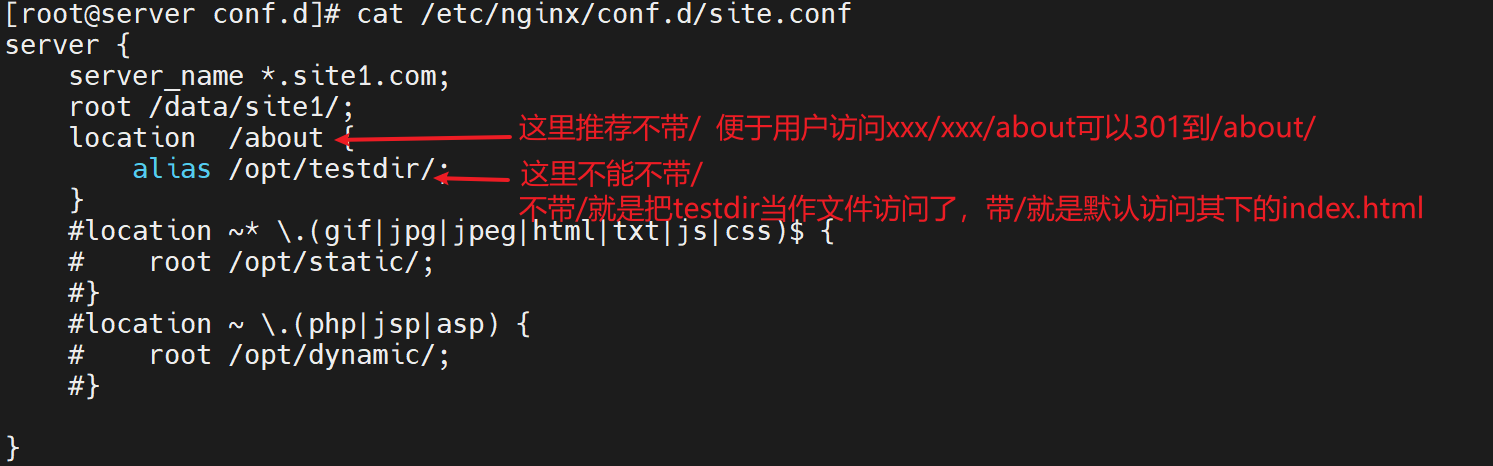 [root@server conf.d]# cat /etc/nginx/conf.d/site.conf
server {
    server_name *.site1.com;
    root /data/site1/;
    location  /about { 这里推荐不带/ 便于用户访问xxx/xxx/about可以301到/about/
        alias /opt/testdir/; 这里不能不带/
    }
不带/就是把testdir当作文件访问了，带/就是默认访问其下的index.html
    #location ~* \.(gif|jpg|jpeg|html|txt|js|css)$ {
    #    root /opt/static/;
    #}
    #location ~ \.(php|jsp|asp) {
    #    root /opt/dynamic/;
    #}
}